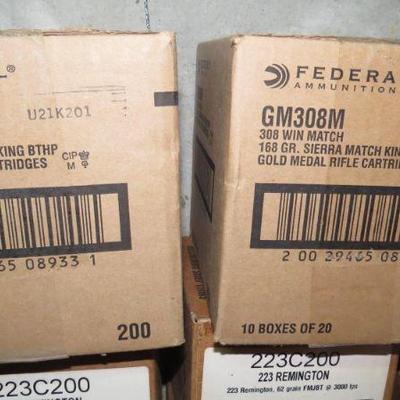 L®
U21K201
KING BTHP
TRIDGES
CIP
M
65 08933 1
200
FEDERA
AMMUNITION
GM308M
308 WIN MATCH
168 GR. SIERRA MATCH KIN
GOLD MEDAL RIFLE CARTRI
2 00 29465 08
10 BOXES OF 20
223C200
223C200
223 REMINGTON
223 Remington, 62 grain FMJBT @ 3000 fps